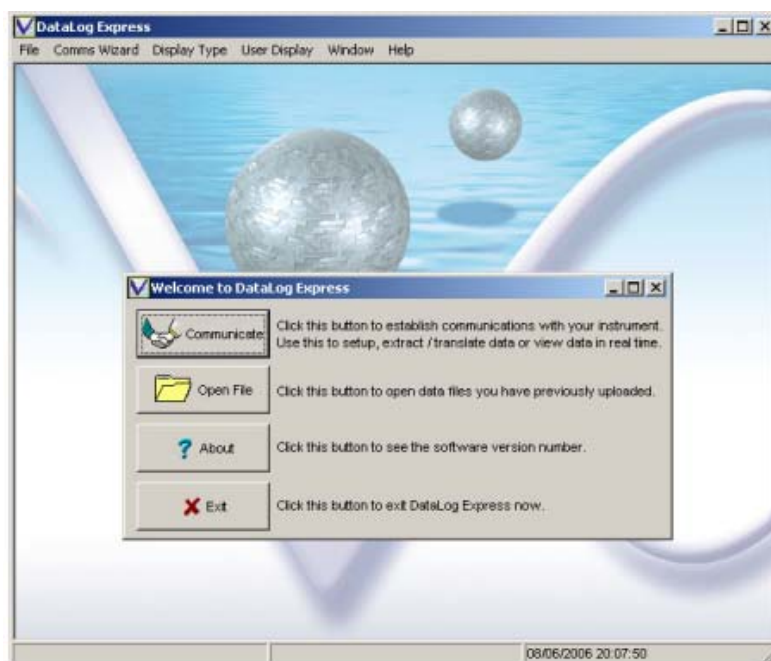 DataLog Express
File Comms Wizard Display Type User Display Window Help
Welcome to DataLog Express
Communicate
Click this button to establish communications with your instrument.
Use this to setup, extract / translate data or view data in real time.
Open File
Click this button to open data files you have previously uploaded.
About
Click this button to see the software version number.
Exit
Click this button to exit DataLog Express now.
08/06/2006 20:07:50